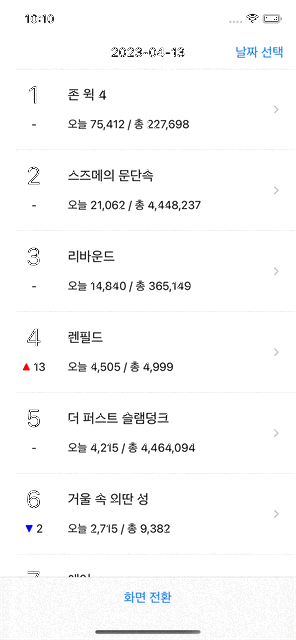 10:10
2023-04-13
날짜 선택
1
존 윅 4
-
오늘 75,412 / 총 227,698
2
스즈메의 문단속
-
오늘 21,062 / 총 4,448,237
3
리바운드
-
오늘 14,840 / 총 365,149
4
렌필드
▲ 13
오늘 4,505 / 총 4,999
5
더 퍼스트 슬램덩크
-
오늘 4,215 / 총 4,464,094
6
거울 속 외딴 성
▼ 2
오늘 2,715 / 총 9,382
7
화면 전환